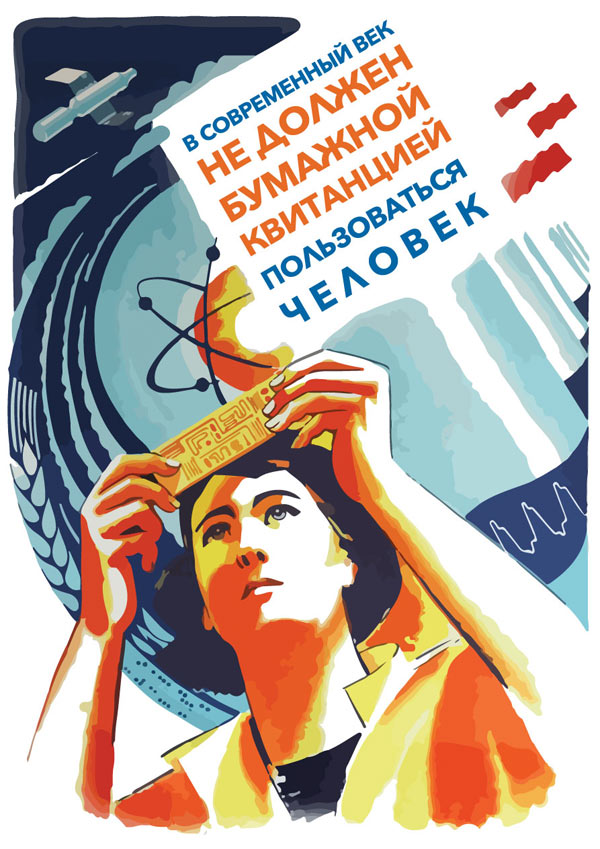 В СОВРЕМЕННЫЙ ВЕК
НЕ ДОЛЖЕН
БУМАЖНОЙ
КВИТАНЦИЕЙ
ПОЛЬЗОВАТЬСЯ
ЧЕЛОВЕК